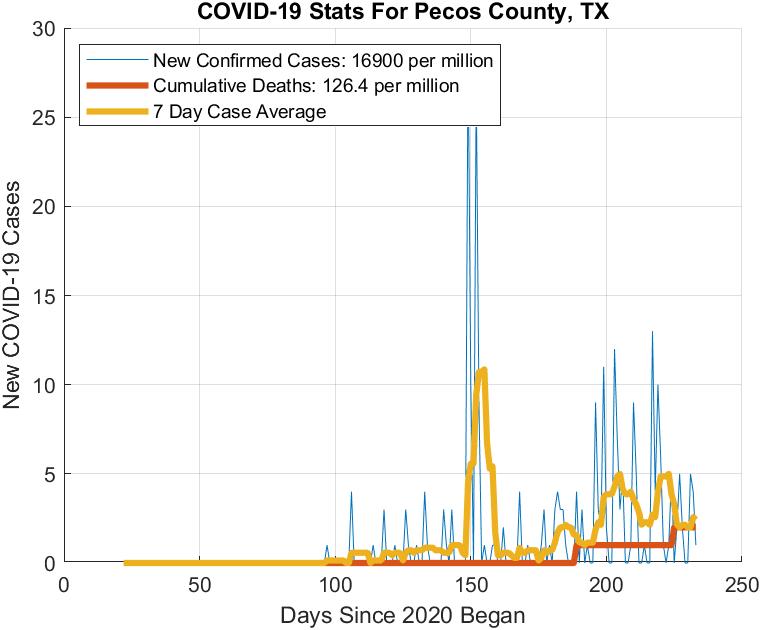 COVID-19 Stats For Pecos County, TX
New Confirmed Cases: 16900 per million
Cumulative Deaths: 126.4 per million
7 Day Case Average
New COVID-19 Cases
30
25
20
15
10
5
0
0 50 100 150 200 250
Days Since 2020 Began